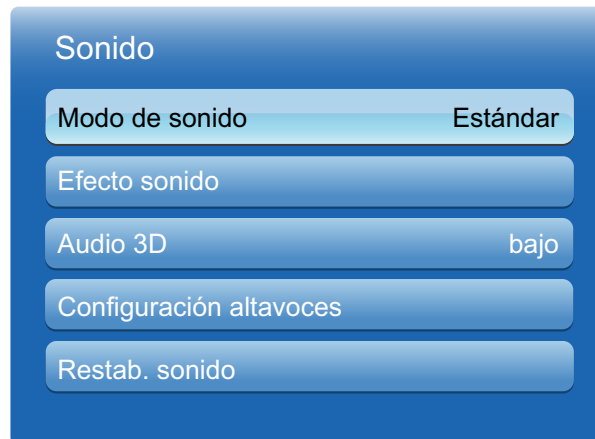 Sonido
Modo de sonido Estándar
Efecto sonido
Audio 3D bajo
Configuración altavoces
Restab. sonido